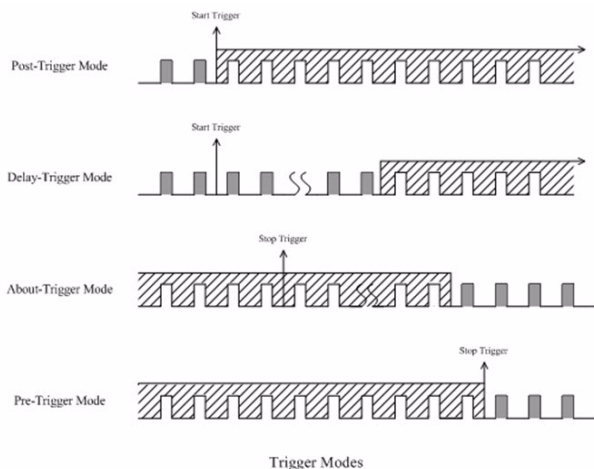 Start Trigger
Post-Trigger Mode
Start Trigger
Delay-Trigger Mode
Stop Trigger
About-Trigger Mode
Stop Trigger
Pre-Trigger Mode
Trigger Modes